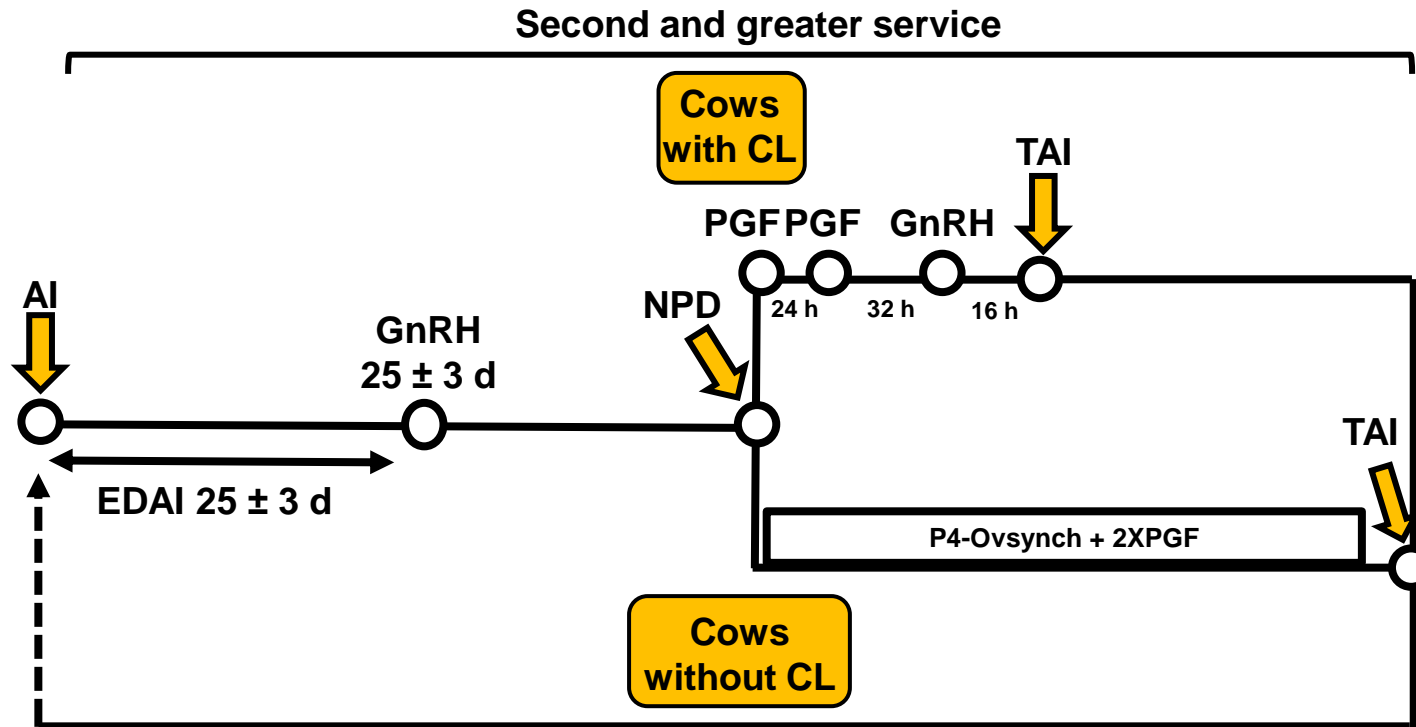 Second and greater service
Cows
with CL
TAI
PGF PGF GnRH
24 h 32 h 16 h
AI
NPD
GnRH
25 ± 3 d
EDAI 25 ± 3 d
TAI
P4-Ovsynch + 2XPGF
Cows
without CL